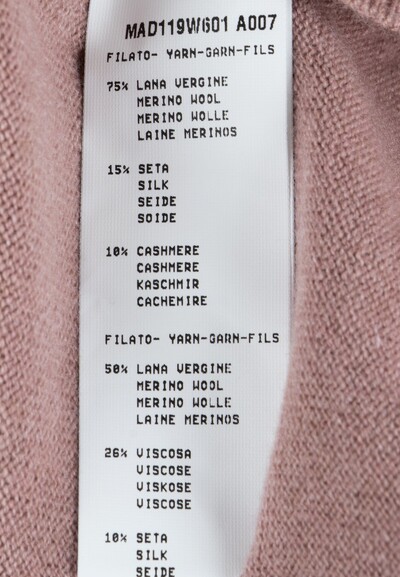 MAD119W601 A007
FILATO- YARN-GARN-FILS
75% LANA VERGINE
MERINO WOOL
MERINO WOLLE
LAINE MERINOS
15% SETA
SILK
SEIDE
SOIDE
10% CASHMERE
CASHMERE
KASCHMIR
CACHEMIRE
FILATO- YARN-GARN-FILS
50% LANA VERGINE
MERINO WOOL
MERINO WOLLE
LAINE MERINOS
26% VISCOSA
VISCOSE
VISKOSE
VISCOSE
10% SETA
SILK
SEIDE